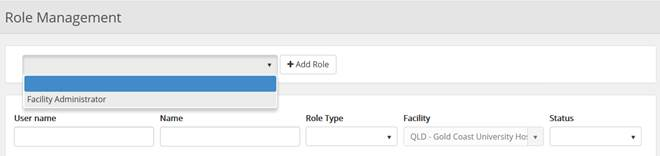 Role Management
+ Add Role
Facility Administrator
User name Name Role Type Facility Status
QLD - Gold Coast University Hos